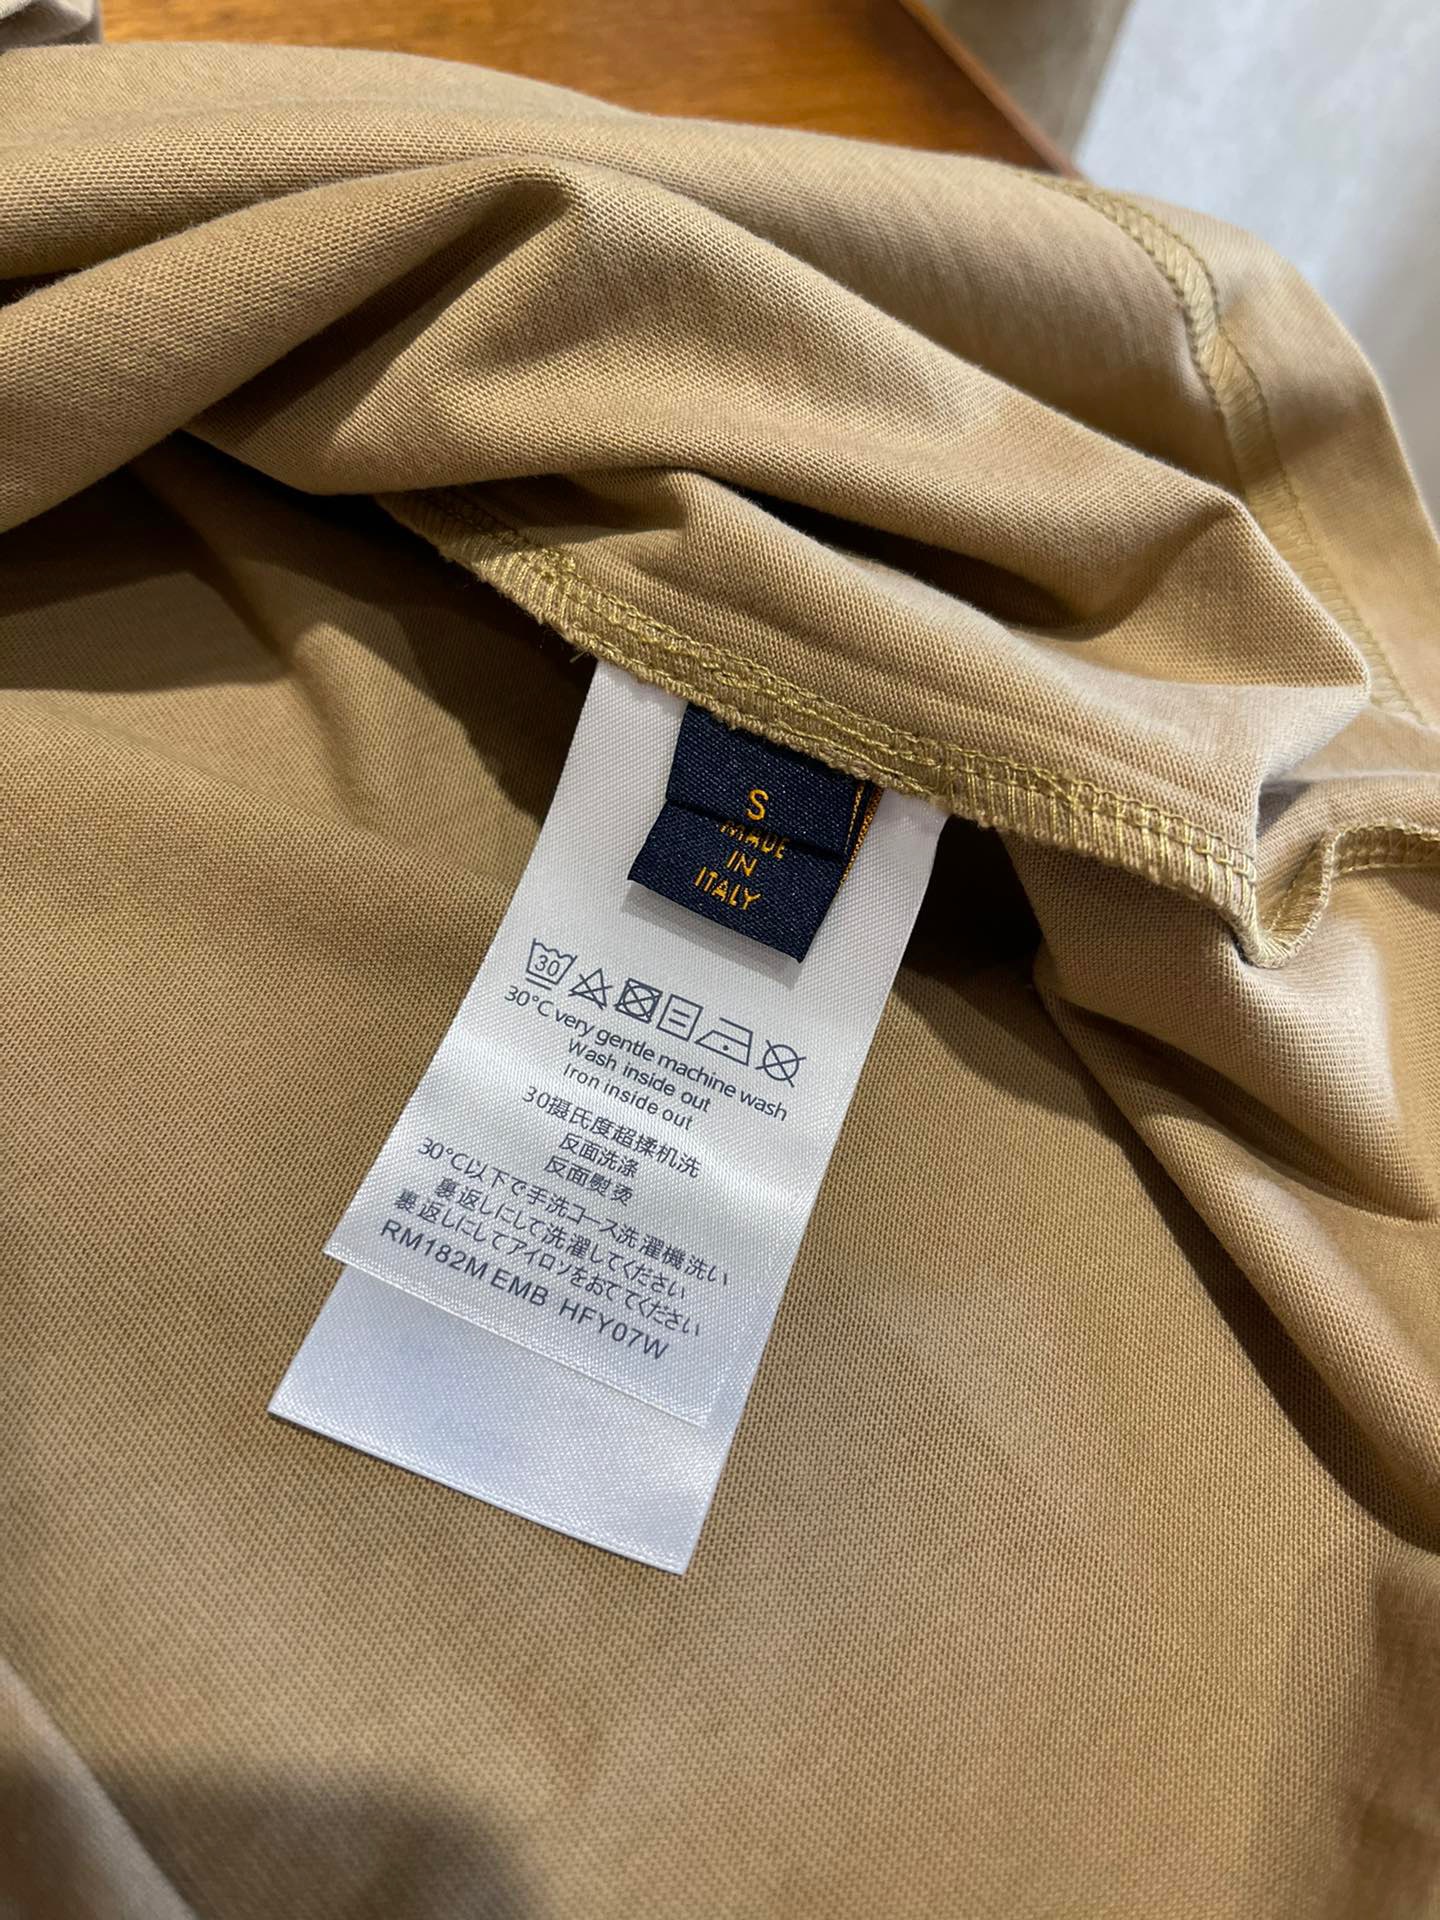 S
MADE
IN
ITALY
30
30°C very gentle machine wash
Wash inside out
Iron inside out
30摄氏度超揉机洗
反面洗涤
反面熨烫
30℃以下で手洗コース洗濯機洗い
裏返しにして洗濯してください
裏返しにしてアイロンをおててください
RM182M EMB HFY07W